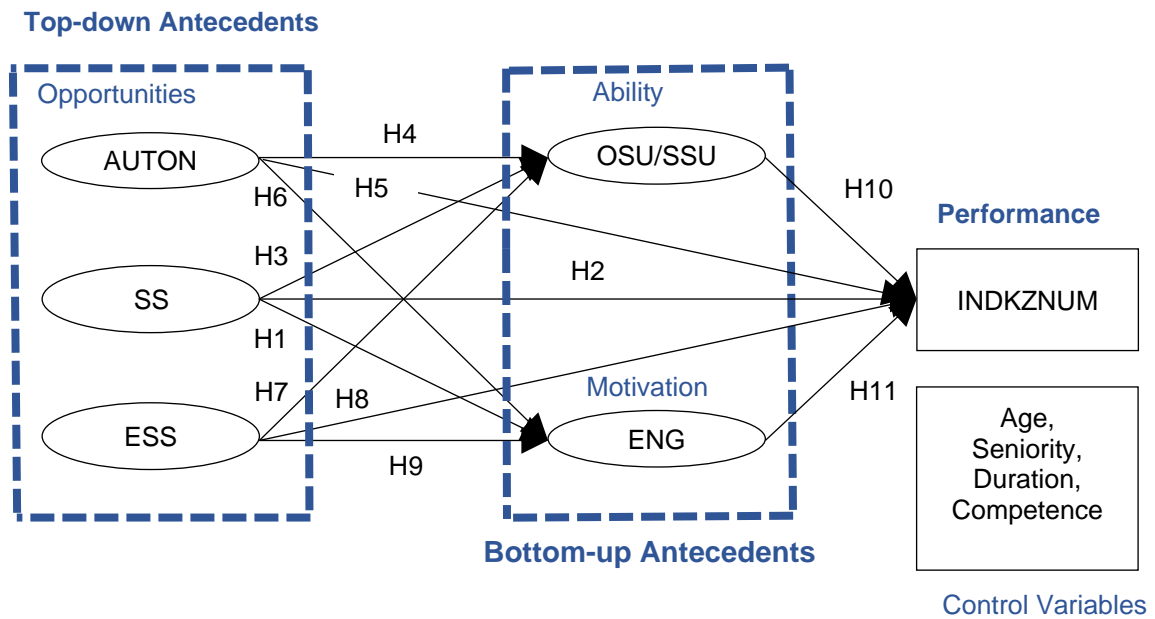 Top-down Antecedents
Opportunities
Ability
AUTON
H4
OSU/SSU
H5
H6
H10
Performance
H3
H2
SS
INDKZNUM
H1
Motivation
H7
H8
H11
ESS
ENG
H9
Age,
Seniority,
Duration,
Competence
Bottom-up Antecedents
Control Variables